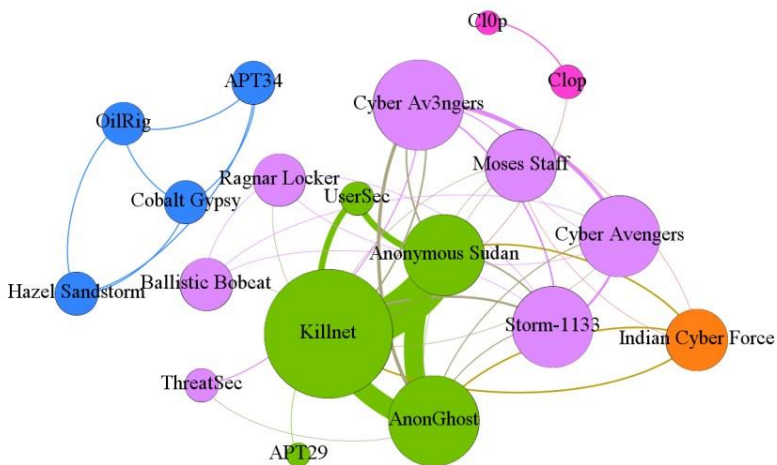 Cl0p
APT34
Clop
Cyber Av3ngers
OilRig
Moses Staff
Ragnar Locker
UserSec
Cobalt Gypsy
Cyber Avengers
Anonymous Sudan
Hazel Sandstorm
Ballistic Bobcat
Killnet
Storm-1133
Indian Cyber Force
ThreatSec
AnonGhost
APT29